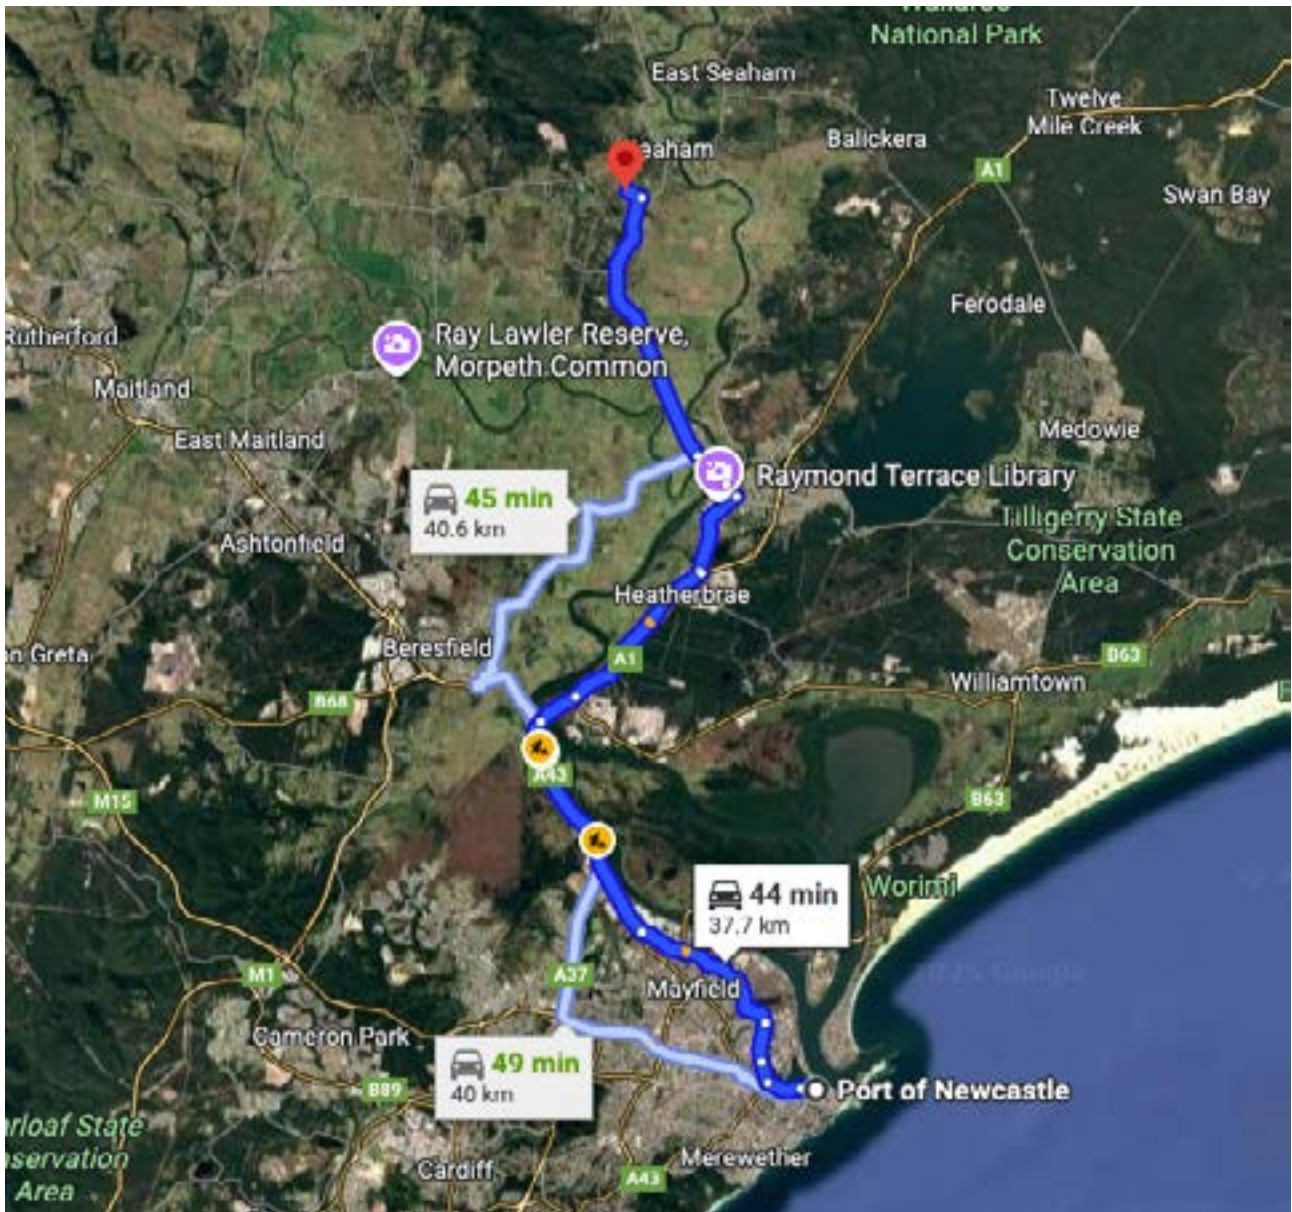 National Park
East Seaham
Twelve
Mile Creek
Balickera
eaham
A1
Swan Bay
Ferodale
Ray Lawler Reserve,
Morpeth Common
Rutherford
Maitland
Medowie
East Maitland
Raymond Terrace Library
45 min
40.6 km
Tilligerry State
Conservation
Area
Ashtonfield
Heatherbrae
Beresfield
n Greta
A1
B63
Williamtown
B68
A43
M15
B63
Worimi
44 min
37.7 km
M1
A37
Mayfield
Cameron Park
49 min
40 km
B89
Port of Newcastle
rloaf State
nservation
Area
Cardiff
Merewether
A43